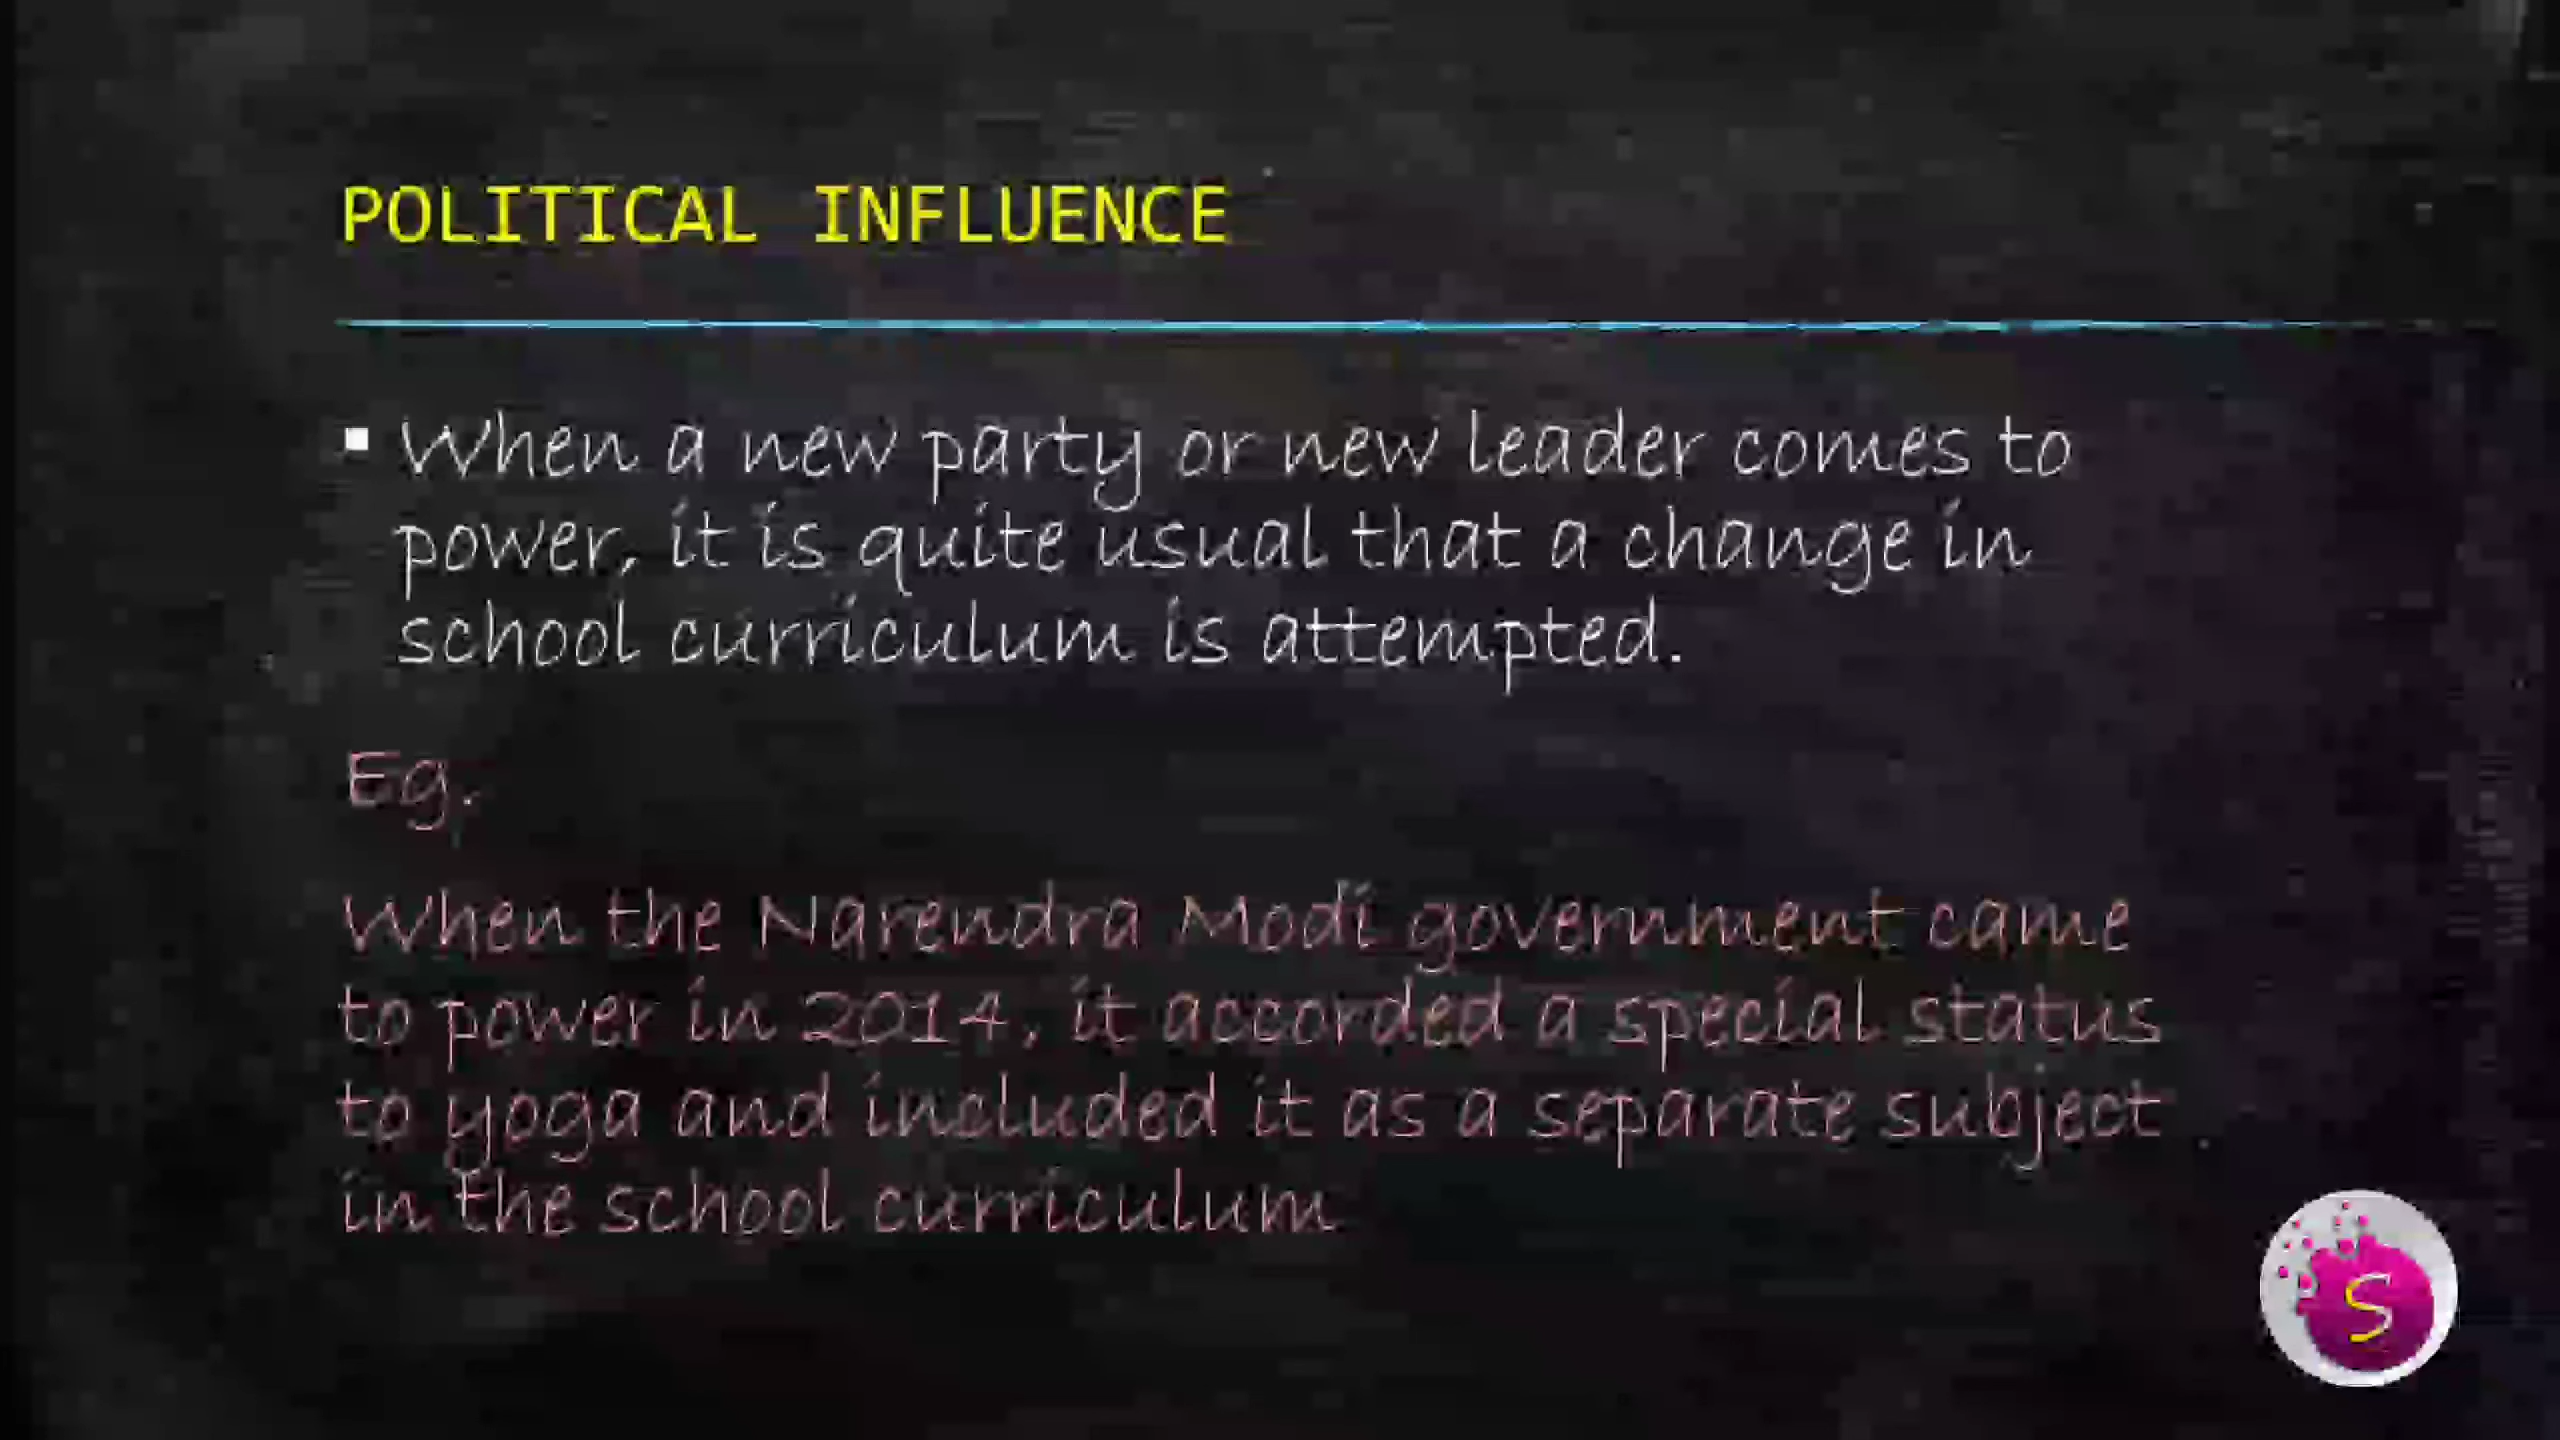 POLITICAL INFLUENCE
▪ When a new party or new leader comes to
power, it is quite usual that a change in
school curriculum is attempted.
Eg.
When the Narendra Modi government came
to power in 2014, it accorded a special status
to yoga and included it as a separate subject
in the school curriculum
S